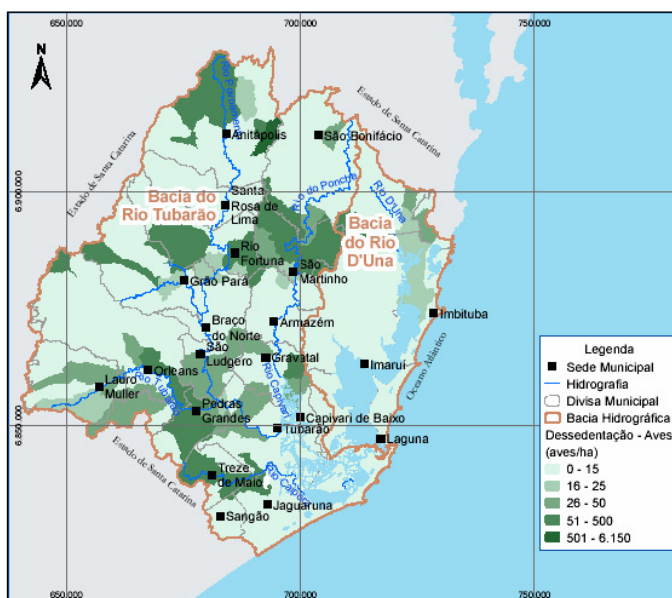 650.000 700.000 750.000
N
Estado de Santa Catarina
Estado de Santa Catarina
Anitápolis
São Bonifácio
6.900.000
Rio do Poncho
Rio D'Una
Bacia do
Rio Tubarão
Santa
Rosa de
Lima
Bacia
do Rio
D'Una
Rio
Fortuna
São
Martinho
Grão Pará
Imbituba
Braço
do Norte
Armazém
São
Ludgero
Gravatal
Imaruí
Orleans
Lauro
Muller
Rio Tubarão
Rio Capivari
Oceano Atlântico
Pedras
Grandes
Capivari de Baixo
Tubarão
Laguna
6.850.000
Estado de Santa Catarina
Treze
de Maio
Jaguaruna
Sangão
Legenda
Sede Municipal
Hidrografia
Divisa Municipal
Bacia Hidrográfica
Dessedentação - Aves
(aves/ha)
0 - 15
16 - 25
26 - 50
51 - 500
501 - 6.150
650.000 700.000 750.000